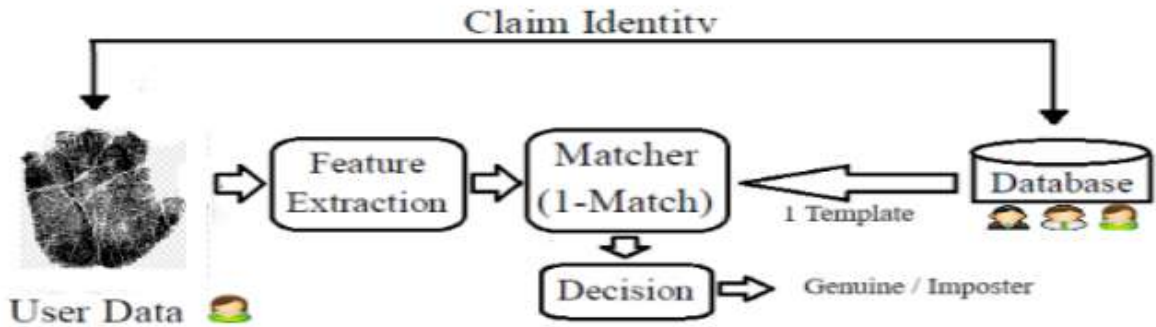 Claim Identity
Feature
Extraction
Matcher
(1-Match)
Database
1 Template
Decision
Genuine / Imposter
User Data